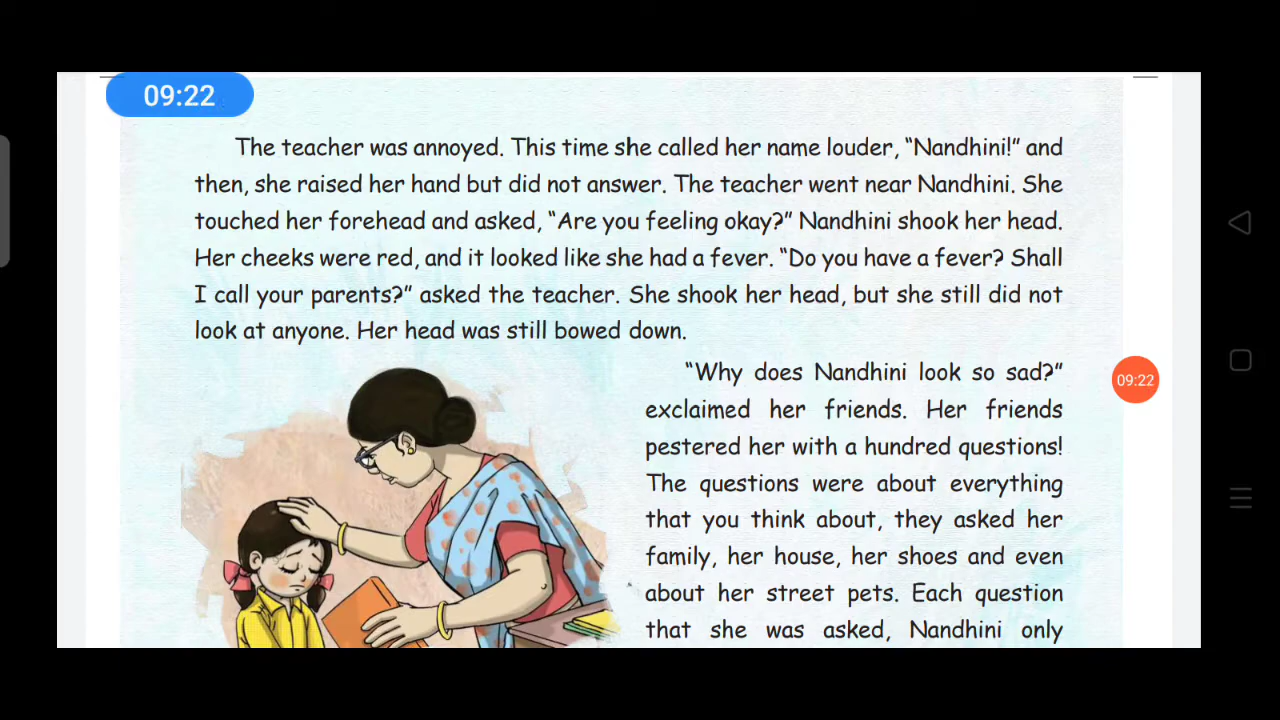 09:22
The teacher was annoyed. This time she called her name louder, “Nandhini!” and
then, she raised her hand but did not answer. The teacher went near Nandhini. She
touched her forehead and asked, “Are you feeling okay?” Nandhini shook her head.
Her cheeks were red, and it looked like she had a fever. “Do you have a fever? Shall
I call your parents?” asked the teacher. She shook her head, but she still did not
look at anyone. Her head was still bowed down.
“Why does Nandhini look so sad?”
09:22
exclaimed her friends. Her friends
pestered her with a hundred questions!
The questions were about everything
that you think about, they asked her
family, her house, her shoes and even
about her street pets. Each question
that she was asked, Nandhini only